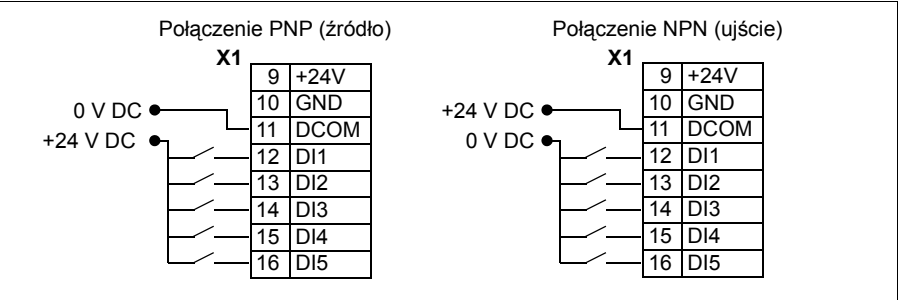 Połączenie PNP (źródło)
X1
9 +24V
10 GND
11 DCOM
12 DI1
13 DI2
14 DI3
15 DI4
16 DI5
0 V DC
+24 V DC
Połączenie NPN (ujście)
X1
9 +24V
10 GND
11 DCOM
12 DI1
13 DI2
14 DI3
15 DI4
16 DI5
+24 V DC
0 V DC